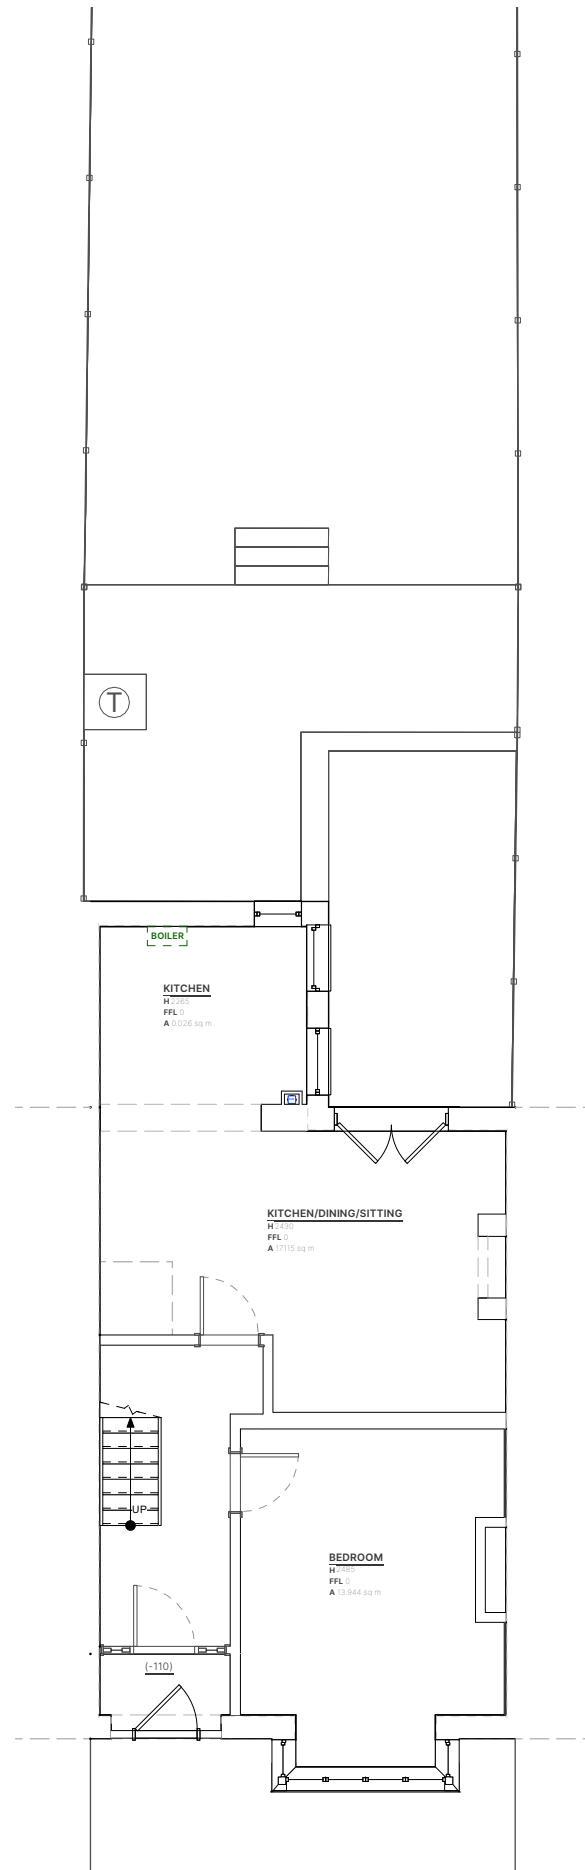 T
BOILER
KITCHEN
H 2265
FFL 0
A 0.026 sq m
KITCHEN/DINING/SITTING
H 2430
FFL 0
A 17.115 sq m
UP
BEDROOM
H 2485
FFL 0
A 13.944 sq m
(-110)